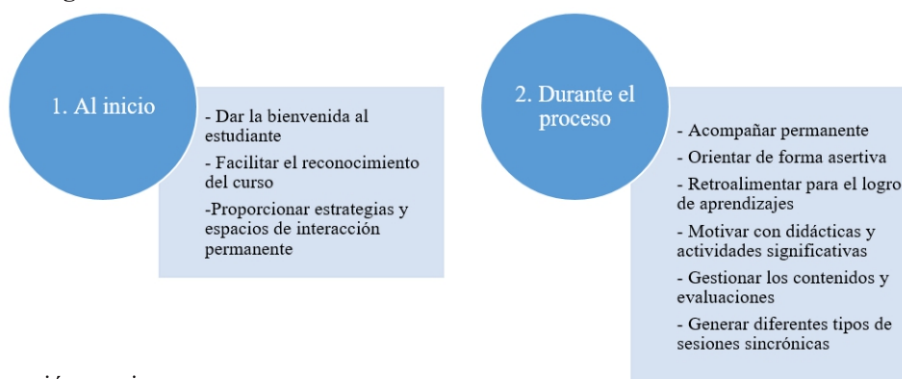 1. Al inicio
- Dar la bienvenida al
estudiante
- Facilitar el reconocimiento
del curso
-Proporcionar estrategias y
espacios de interacción
permanente
2. Durante el
proceso
- Acompañar permanente
- Orientar de forma asertiva
- Retroalimentar para el logro
de aprendizajes
- Motivar con didácticas y
actividades significativas
- Gestionar los contenidos y
evaluaciones
- Generar diferentes tipos de
sesiones sincrónicas